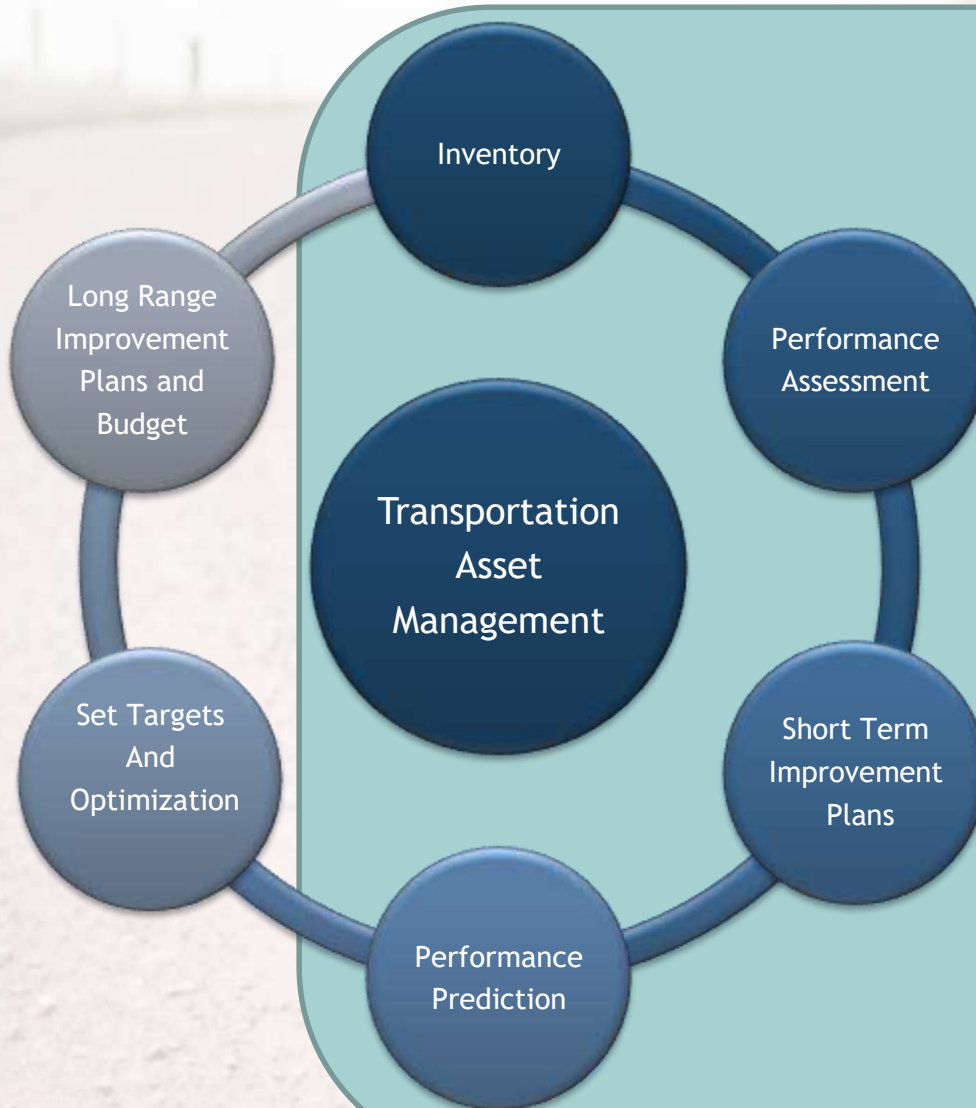 Inventory
Performance
Assessment
Short Term
Improvement
Plans
Performance
Prediction
Set Targets
And
Optimization
Long Range
Improvement
Plans and
Budget
Transportation
Asset
Management